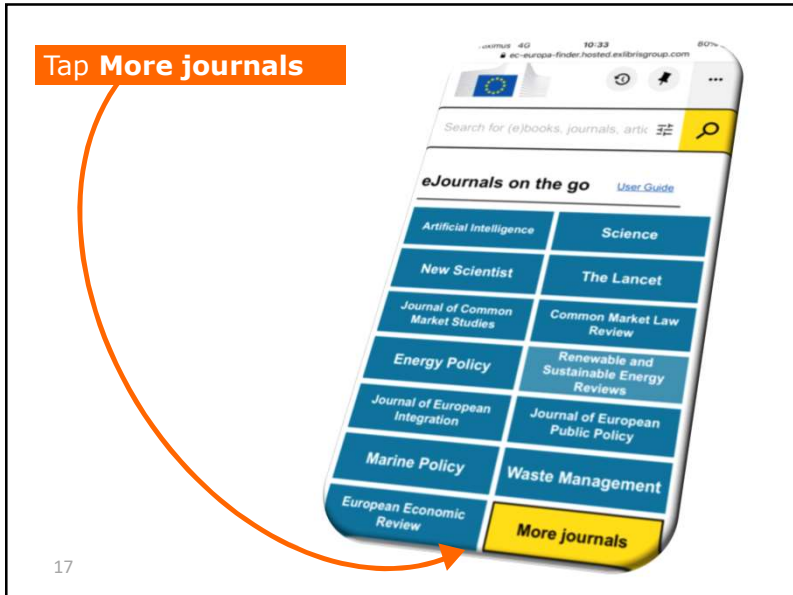 Tap More journals
4G 10:33 80%
ec-europa-finder.hosted.exlibrisgroup.com
Search for (e)books, journals, artic
eJournals on the go User Guide
Artificial Intelligence
Science
New Scientist
The Lancet
Journal of Common
Market Studies
Common Market Law
Review
Energy Policy
Renewable and
Sustainable Energy
Reviews
Journal of European
Integration
Journal of European
Public Policy
Marine Policy
Waste Management
European Economic
Review
More journals
17